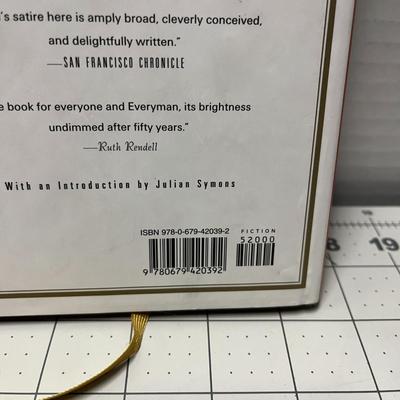 's satire here is amply broad, cleverly conceived,
and delightfully written."
—SAN FRANCISCO CHRONICLE
book for everyone and Everyman, its brightness
undimmed after fifty years."
—Ruth Rendell
With an Introduction by Julian Symons
ISBN 978-0-679-42039-2
FICTION
52000
9 780679 420392
8
19